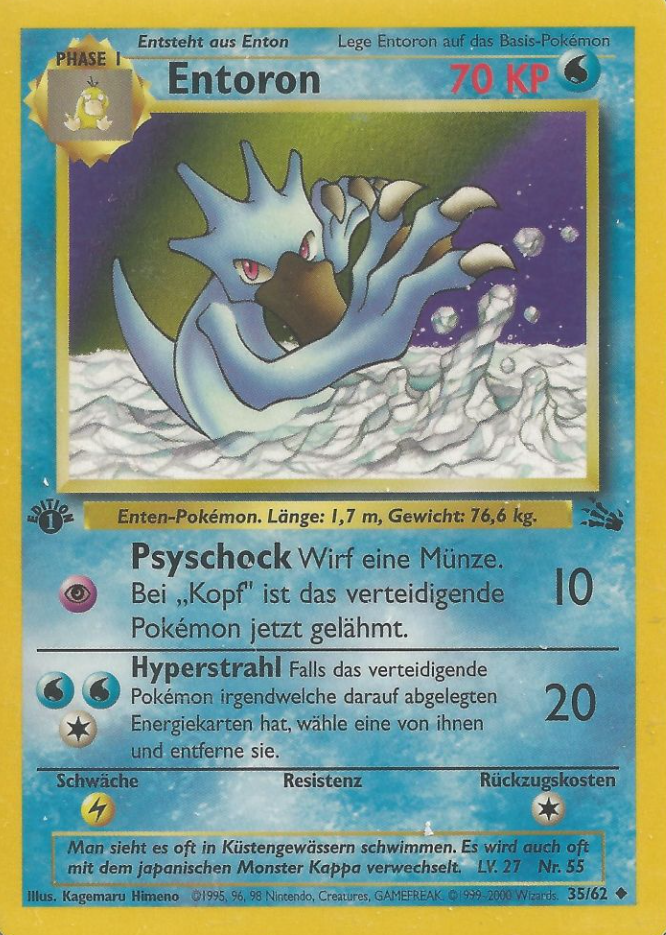 Entsteht aus Enton
Lege Entoron auf das Basis-Pokémon
PHASE 1
Entoron
70 KP
EDITION
1
Enten-Pokémon. Länge: 1,7 m, Gewicht: 76,6 kg.
Psyschock Wirf eine Münze.
Bei „Kopf" ist das verteidigende
Pokémon jetzt gelähmt.
10
Hyperstrahl Falls das verteidigende
Pokémon irgendwelche darauf abgelegten
Energiekarten hat, wähle eine von ihnen
und entferne sie.
20
Schwäche Resistenz Rückzugskosten
Man sieht es oft in Küstengewässern schwimmen. Es wird auch oft
mit dem japanischen Monster Kappa verwechselt. LV. 27 Nr. 55
Illus. Kagemaru Himeno ©1995, 96, 98 Nintendo, Creatures, GAMEFREAK. ©1999-2000 Wizards. 35/62